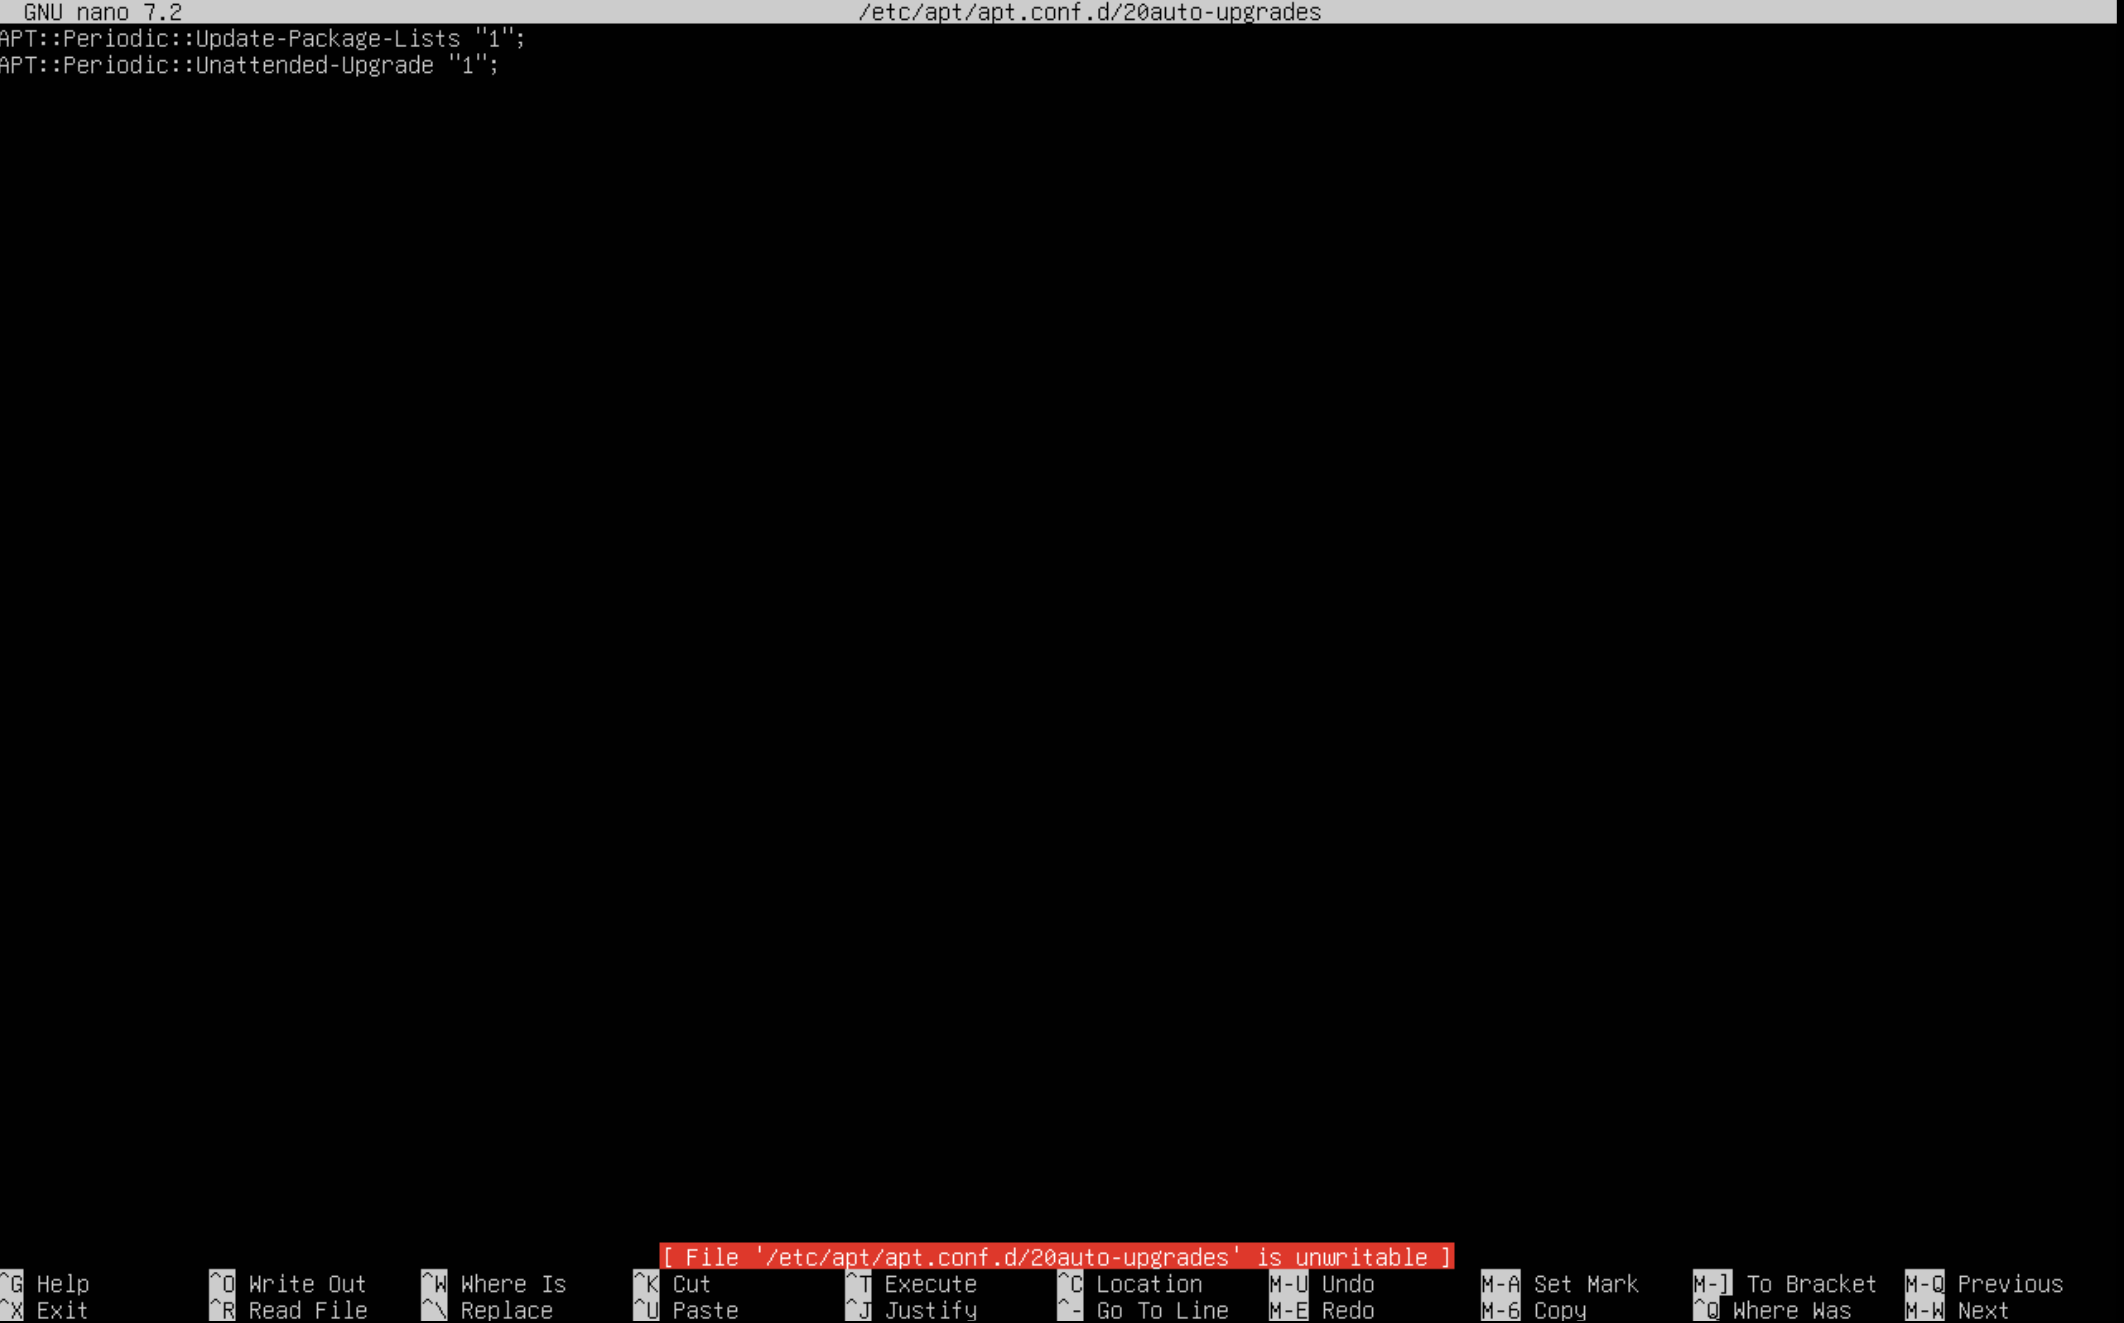 GNU nano 7.2 /etc/apt/apt.conf.d/20auto-upgrades
APT::Periodic::Update-Package-Lists "1";
APT::Periodic::Unattended-Upgrade "1";
[ File '/etc/apt/apt.conf.d/20auto-upgrades' is unwritable ]
^G Help ^O Write Out ^W Where Is ^K Cut ^T Execute ^C Location M-U Undo M-A Set Mark M-] To Bracket M-Q Previous
^X Exit ^R Read File ^\ Replace ^U Paste ^J Justify ^- Go To Line M-E Redo M-6 Copy ^Q Where Was M-W Next